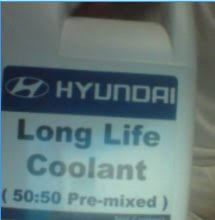 HYUNDAI
Long Life
Coolant
( 50:50 Pre-mixed )